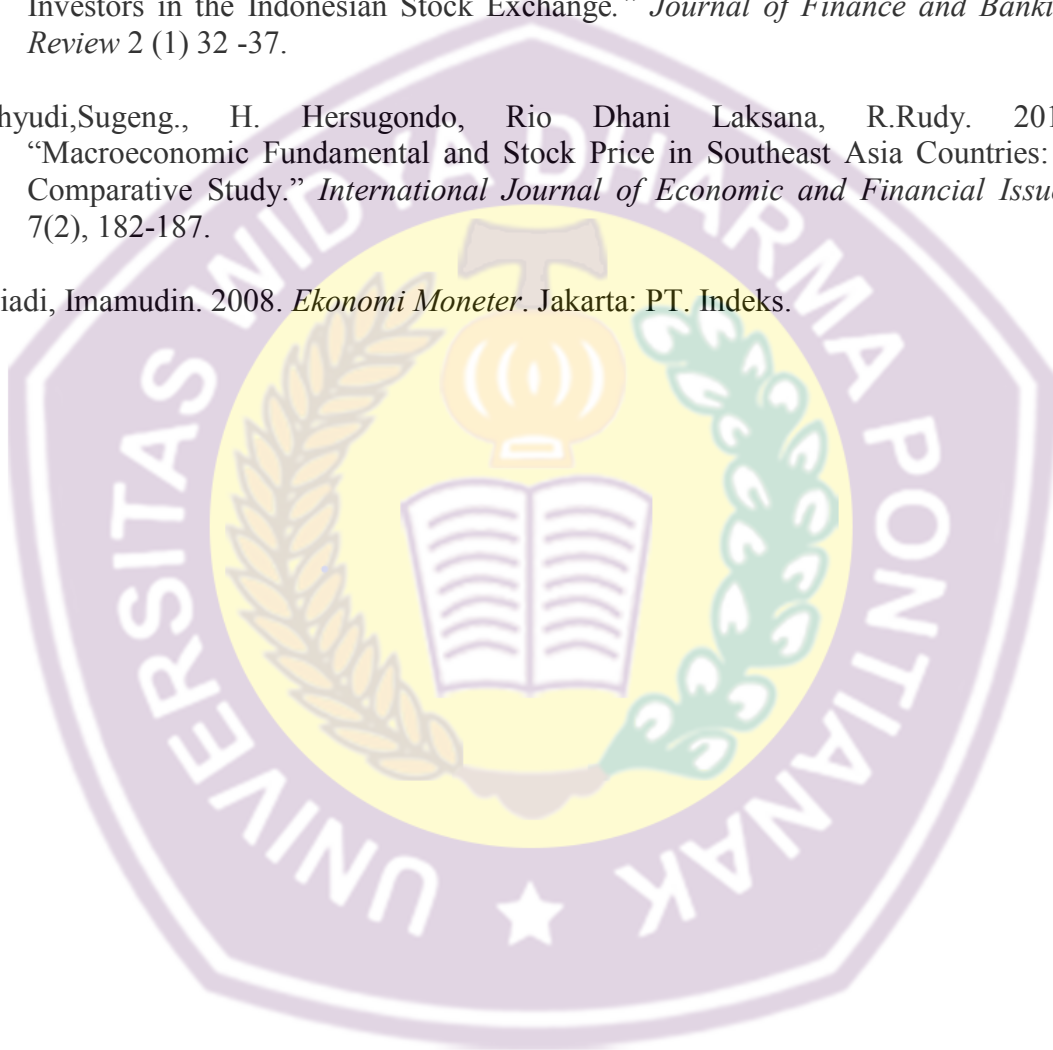 Investors in the Indonesian Stock Exchange." Journal of Finance and Banki
Review 2 (1) 32 -37.
hyudi,Sugeng., H. Hersugondo, Rio Dhani Laksana, R.Rudy. 201
“Macroeconomic Fundamental and Stock Price in Southeast Asia Countries:
Comparative Study.” International Journal of Economic and Financial Issu
7(2), 182-187.
iadi, Imamudin. 2008. Ekonomi Moneter. Jakarta: PT. Indeks.
UNIVERSITAS WIDYA DHARMA PONTIANAK